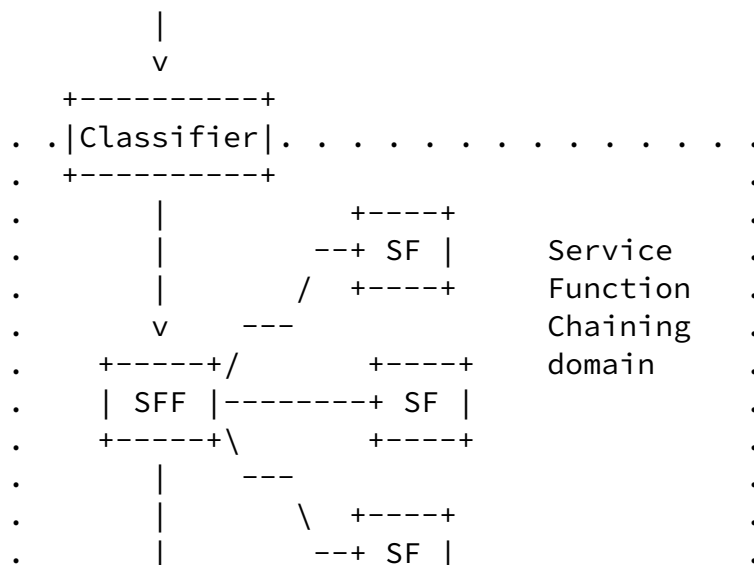 |
      v
 +----------+
. .|Classifier|. . . . . . . . . . . . . .
.  +----------+                          .
.       |          +----+                .
.       |        --+ SF |     Service    .
.       |       /  +----+     Function   .
.       v    ---              Chaining   .
.    +-----+/       +----+    domain     .
.    | SFF |--------+ SF |               .
.    +-----+\       +----+               .
.       |    ---                         .
.       |       \  +----+                .
.       |        --+ SF |                .